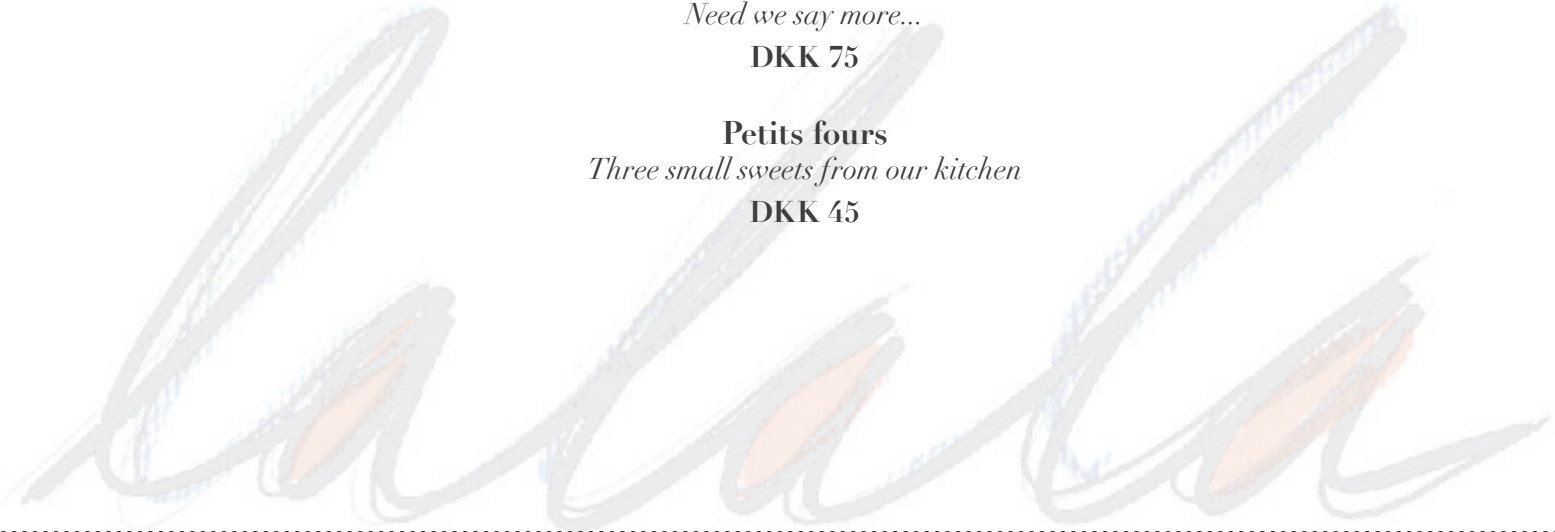 Need we say more...
DKK 75
Petits fours
Three small sweets from our kitchen
DKK 45
lalala